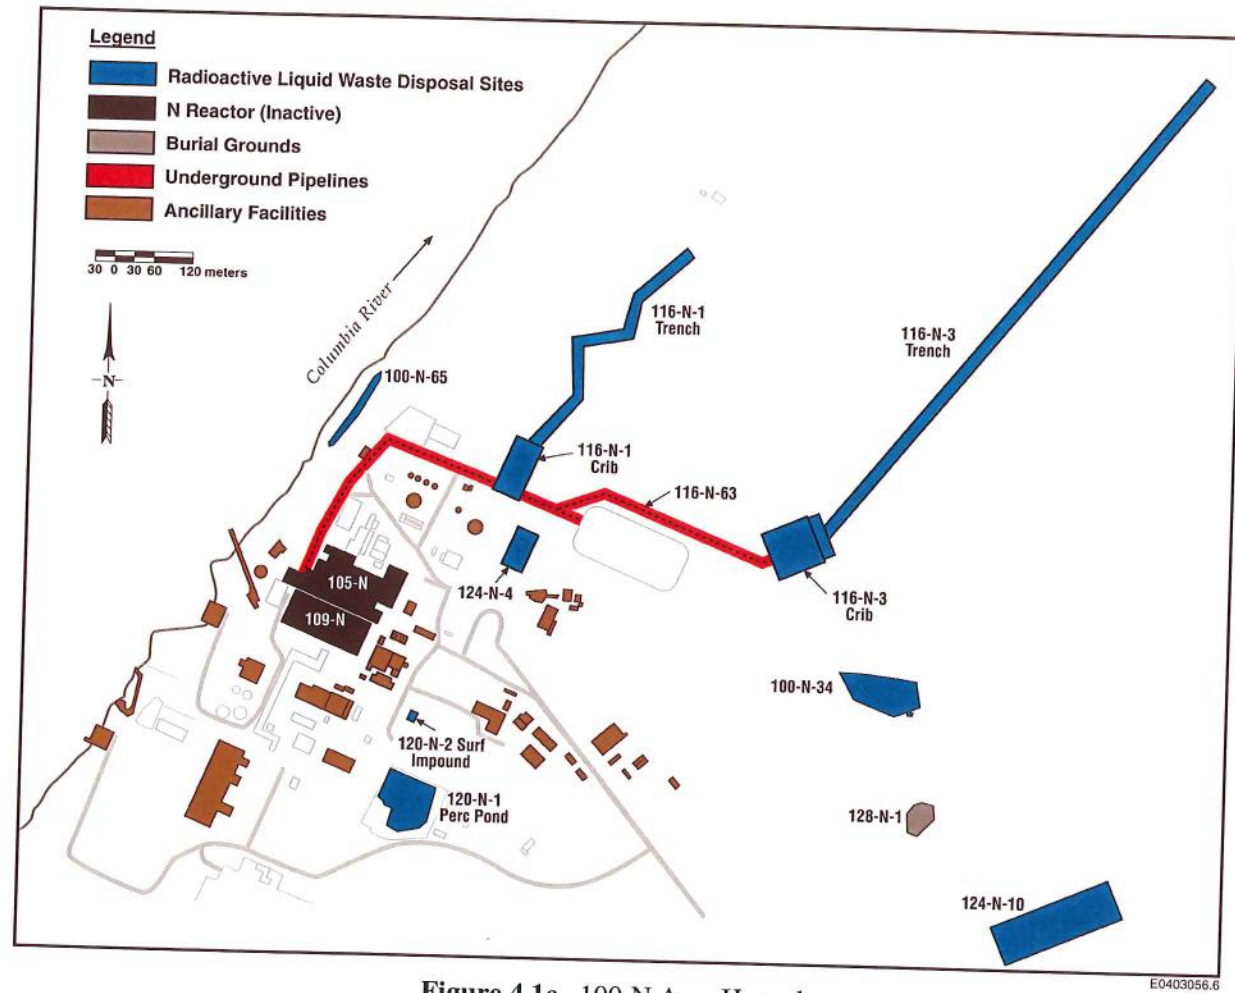 Legend
Radioactive Liquid Waste Disposal Sites
N Reactor (Inactive)
Burial Grounds
Underground Pipelines
Ancillary Facilities
30 0 30 60 120 meters
N
Columbia River
100-N-65
116-N-1
Trench
116-N-3
Trench
116-N-1
Crib
116-N-63
105-N
109-N
124-N-4
116-N-3
Crib
100-N-34
120-N-2 Surf
Impound
120-N-1
Perc Pond
128-N-1
124-N-10
E0403056.6
100 N Area